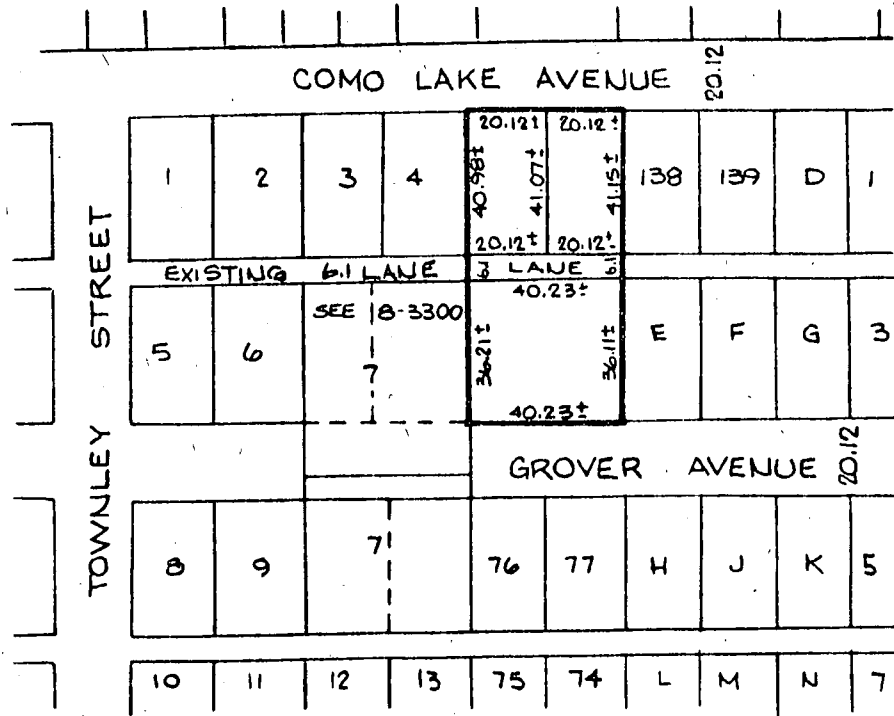 COMO LAKE AVENUE
20.12
20.12± 20.12±
1 2 3 4 40.98± 41.07± 41.15± 138 139 D 1
20.12± 20.12±
EXISTING 6.1 LANE 6.1 LANE 6.1
40.23±
SEE 8-3300
5 6 7 36.21± 36.11± E F G 3
40.23±
TOWNLEY STREET
GROVER AVENUE 20.12
8 9 7 76 77 H J K 5
10 11 12 13 75 74 L M N 7